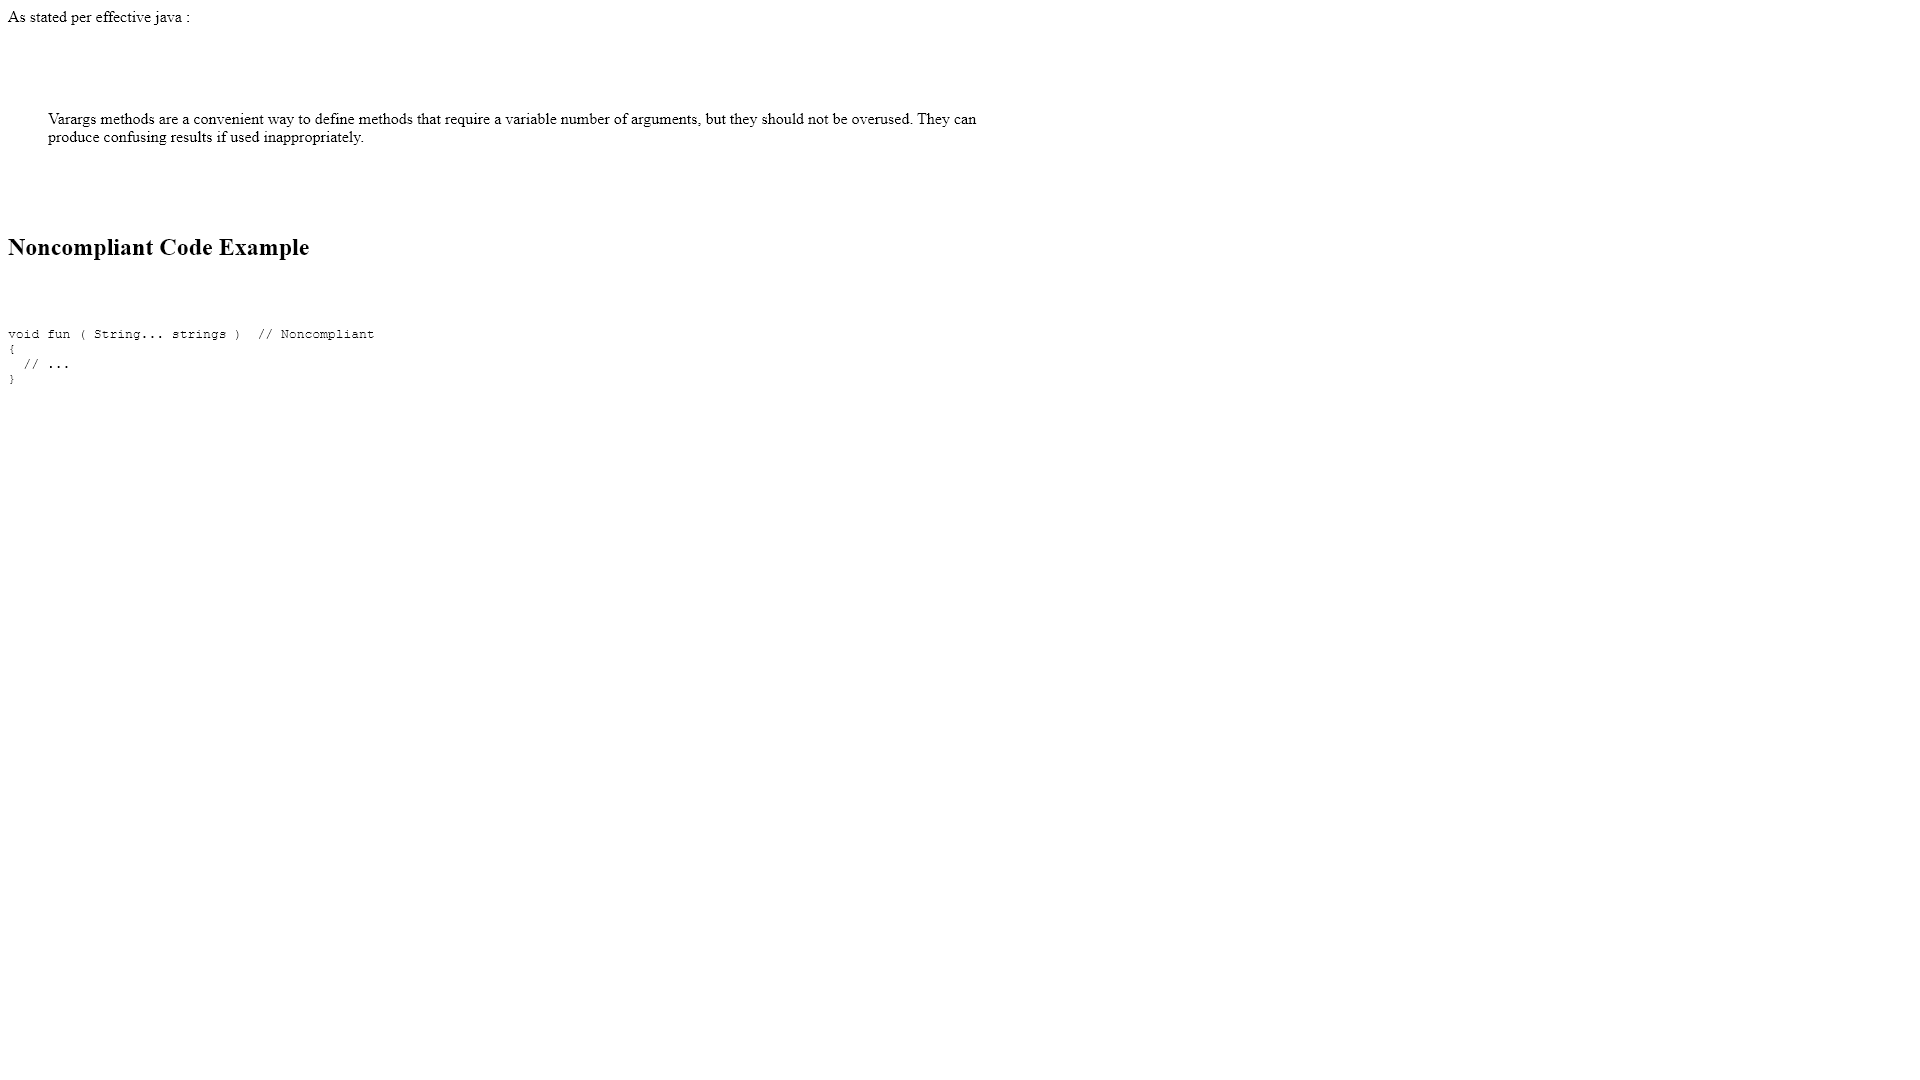 As stated per effective java :
Varargs methods are a convenient way to define methods that require a variable number of arguments, but they should not be overused. They can
produce confusing results if used inappropriately.
Noncompliant Code Example
void fun ( String... strings )  // Noncompliant
{
  // ...
}